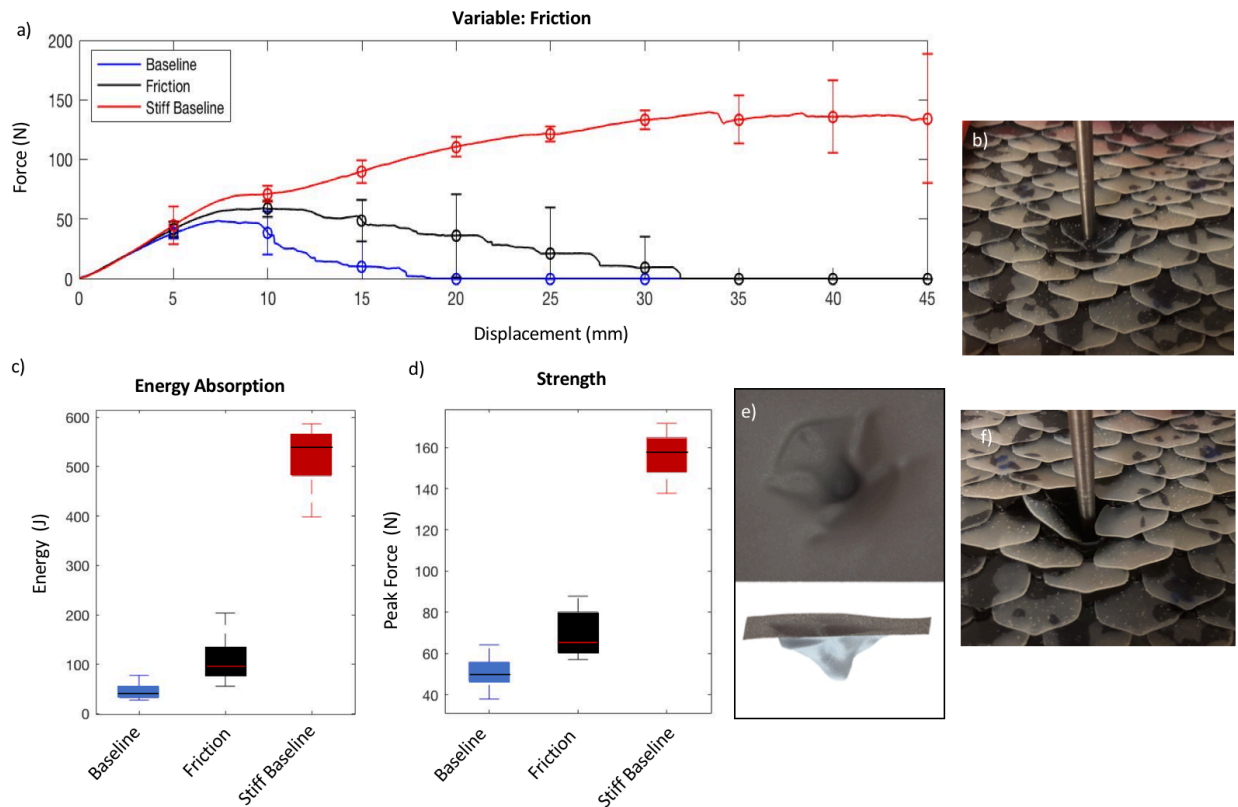 Variable: Friction
a)
200
150
100
50
0
Force (N)
Baseline
Friction
Stiff Baseline
0 5 10 15 20 25 30 35 40 45
Displacement (mm)
b)
c)
Energy Absorption
600
500
400
300
200
100
0
Energy (J)
Baseline
Friction
Stiff Baseline
d)
Strength
160
140
120
100
80
60
40
Peak Force (N)
Baseline
Friction
Stiff Baseline
e)
f)